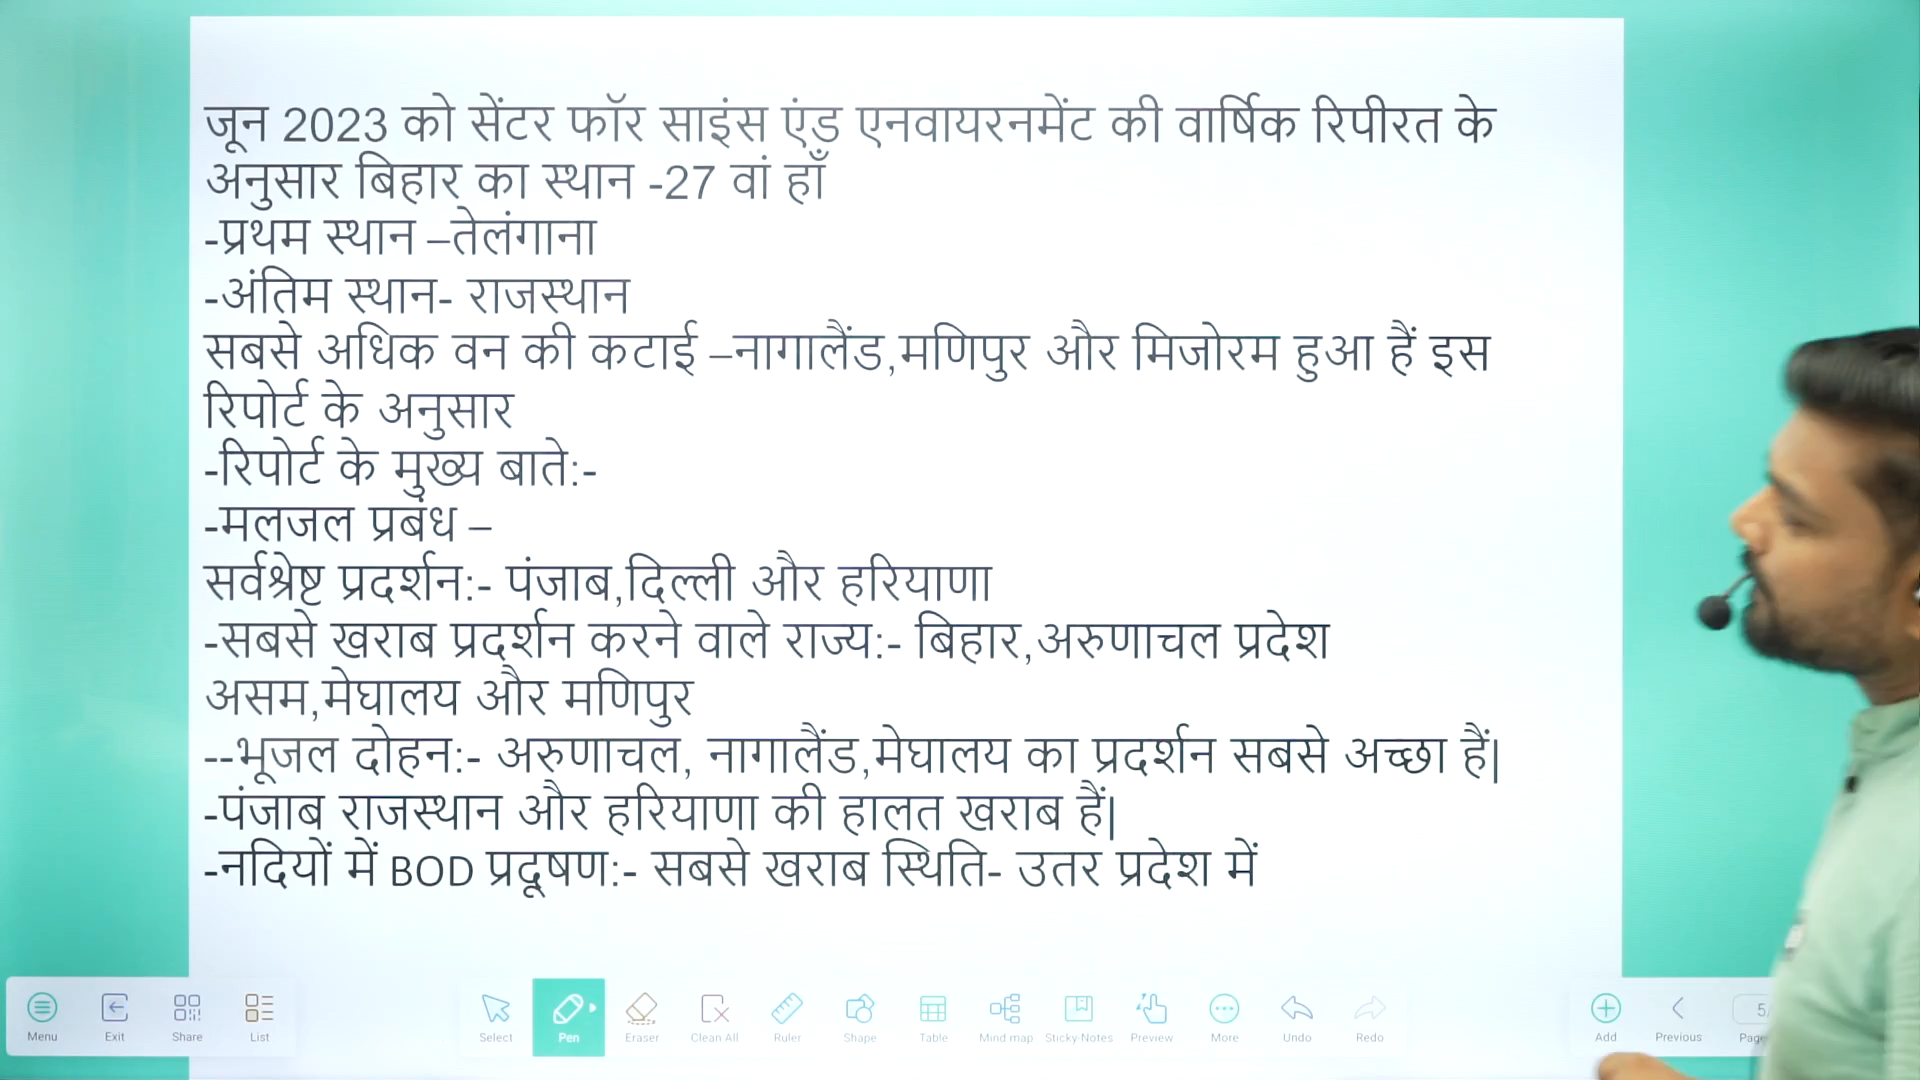 जून 2023 को सेंटर फॉर साइंस एंड एनवायरनमेंट की वार्षिक रिपीरत के
अनुसार बिहार का स्थान -27 वां हाँ
-प्रथम स्थान –तेलंगाना
-अंतिम स्थान- राजस्थान
सबसे अधिक वन की कटाई –नागालैंड,मणिपुर और मिजोरम हुआ हैं इस
रिपोर्ट के अनुसार
-रिपोर्ट के मुख्य बाते:-
-मलजल प्रबंध –
सर्वश्रेष्ट प्रदर्शन:- पंजाब,दिल्ली और हरियाणा
-सबसे खराब प्रदर्शन करने वाले राज्य:- बिहार,अरुणाचल प्रदेश
असम,मेघालय और मणिपुर
--भूजल दोहन:- अरुणाचल, नागालैंड,मेघालय का प्रदर्शन सबसे अच्छा हैं|
-पंजाब राजस्थान और हरियाणा की हालत खराब हैं|
-नदियों में BOD प्रदूषण:- सबसे खराब स्थिति- उतर प्रदेश में
Menu Exit Share List Select Pen Eraser Clean All Ruler Shape Table Mind map Sticky-Notes Preview More Undo Redo Add Previous 5/ Page